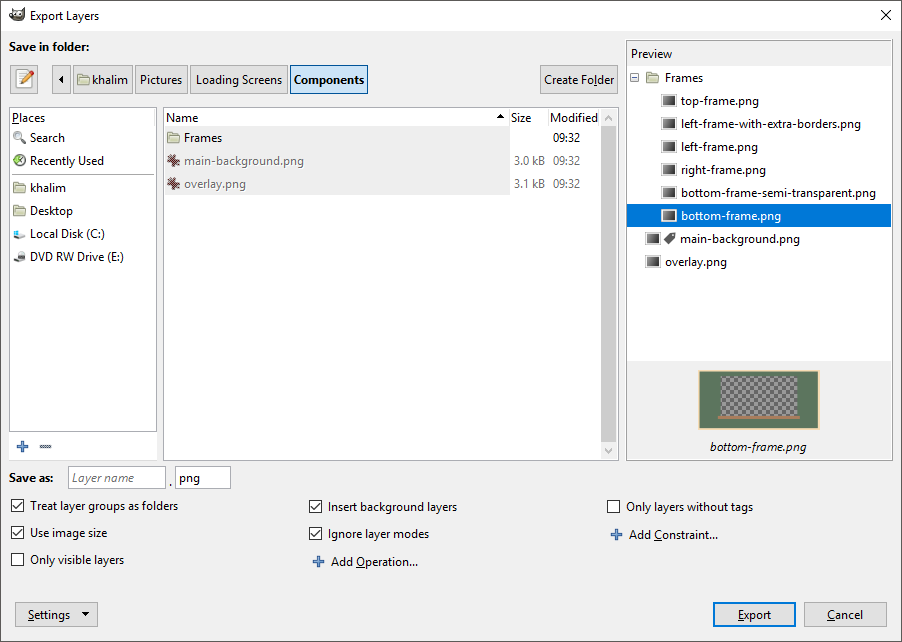 Export Layers
Save in folder:
khalim
Pictures
Loading Screens
Components
Create Folder
Places
Search
Recently Used
khalim
Desktop
Local Disk (C:)
DVD RW Drive (E:)
Name Size Modified
Frames 09:32
main-background.png 3.0 kB 09:32
overlay.png 3.1 kB 09:32
Preview
Frames
top-frame.png
left-frame-with-extra-borders.png
left-frame.png
right-frame.png
bottom-frame-semi-transparent.png
bottom-frame.png
main-background.png
overlay.png
bottom-frame.png
Save as: Layer name . png
Treat layer groups as folders
Use image size
Only visible layers
Insert background layers
Ignore layer modes
Add Operation...
Only layers without tags
Add Constraint...
Settings
Export
Cancel